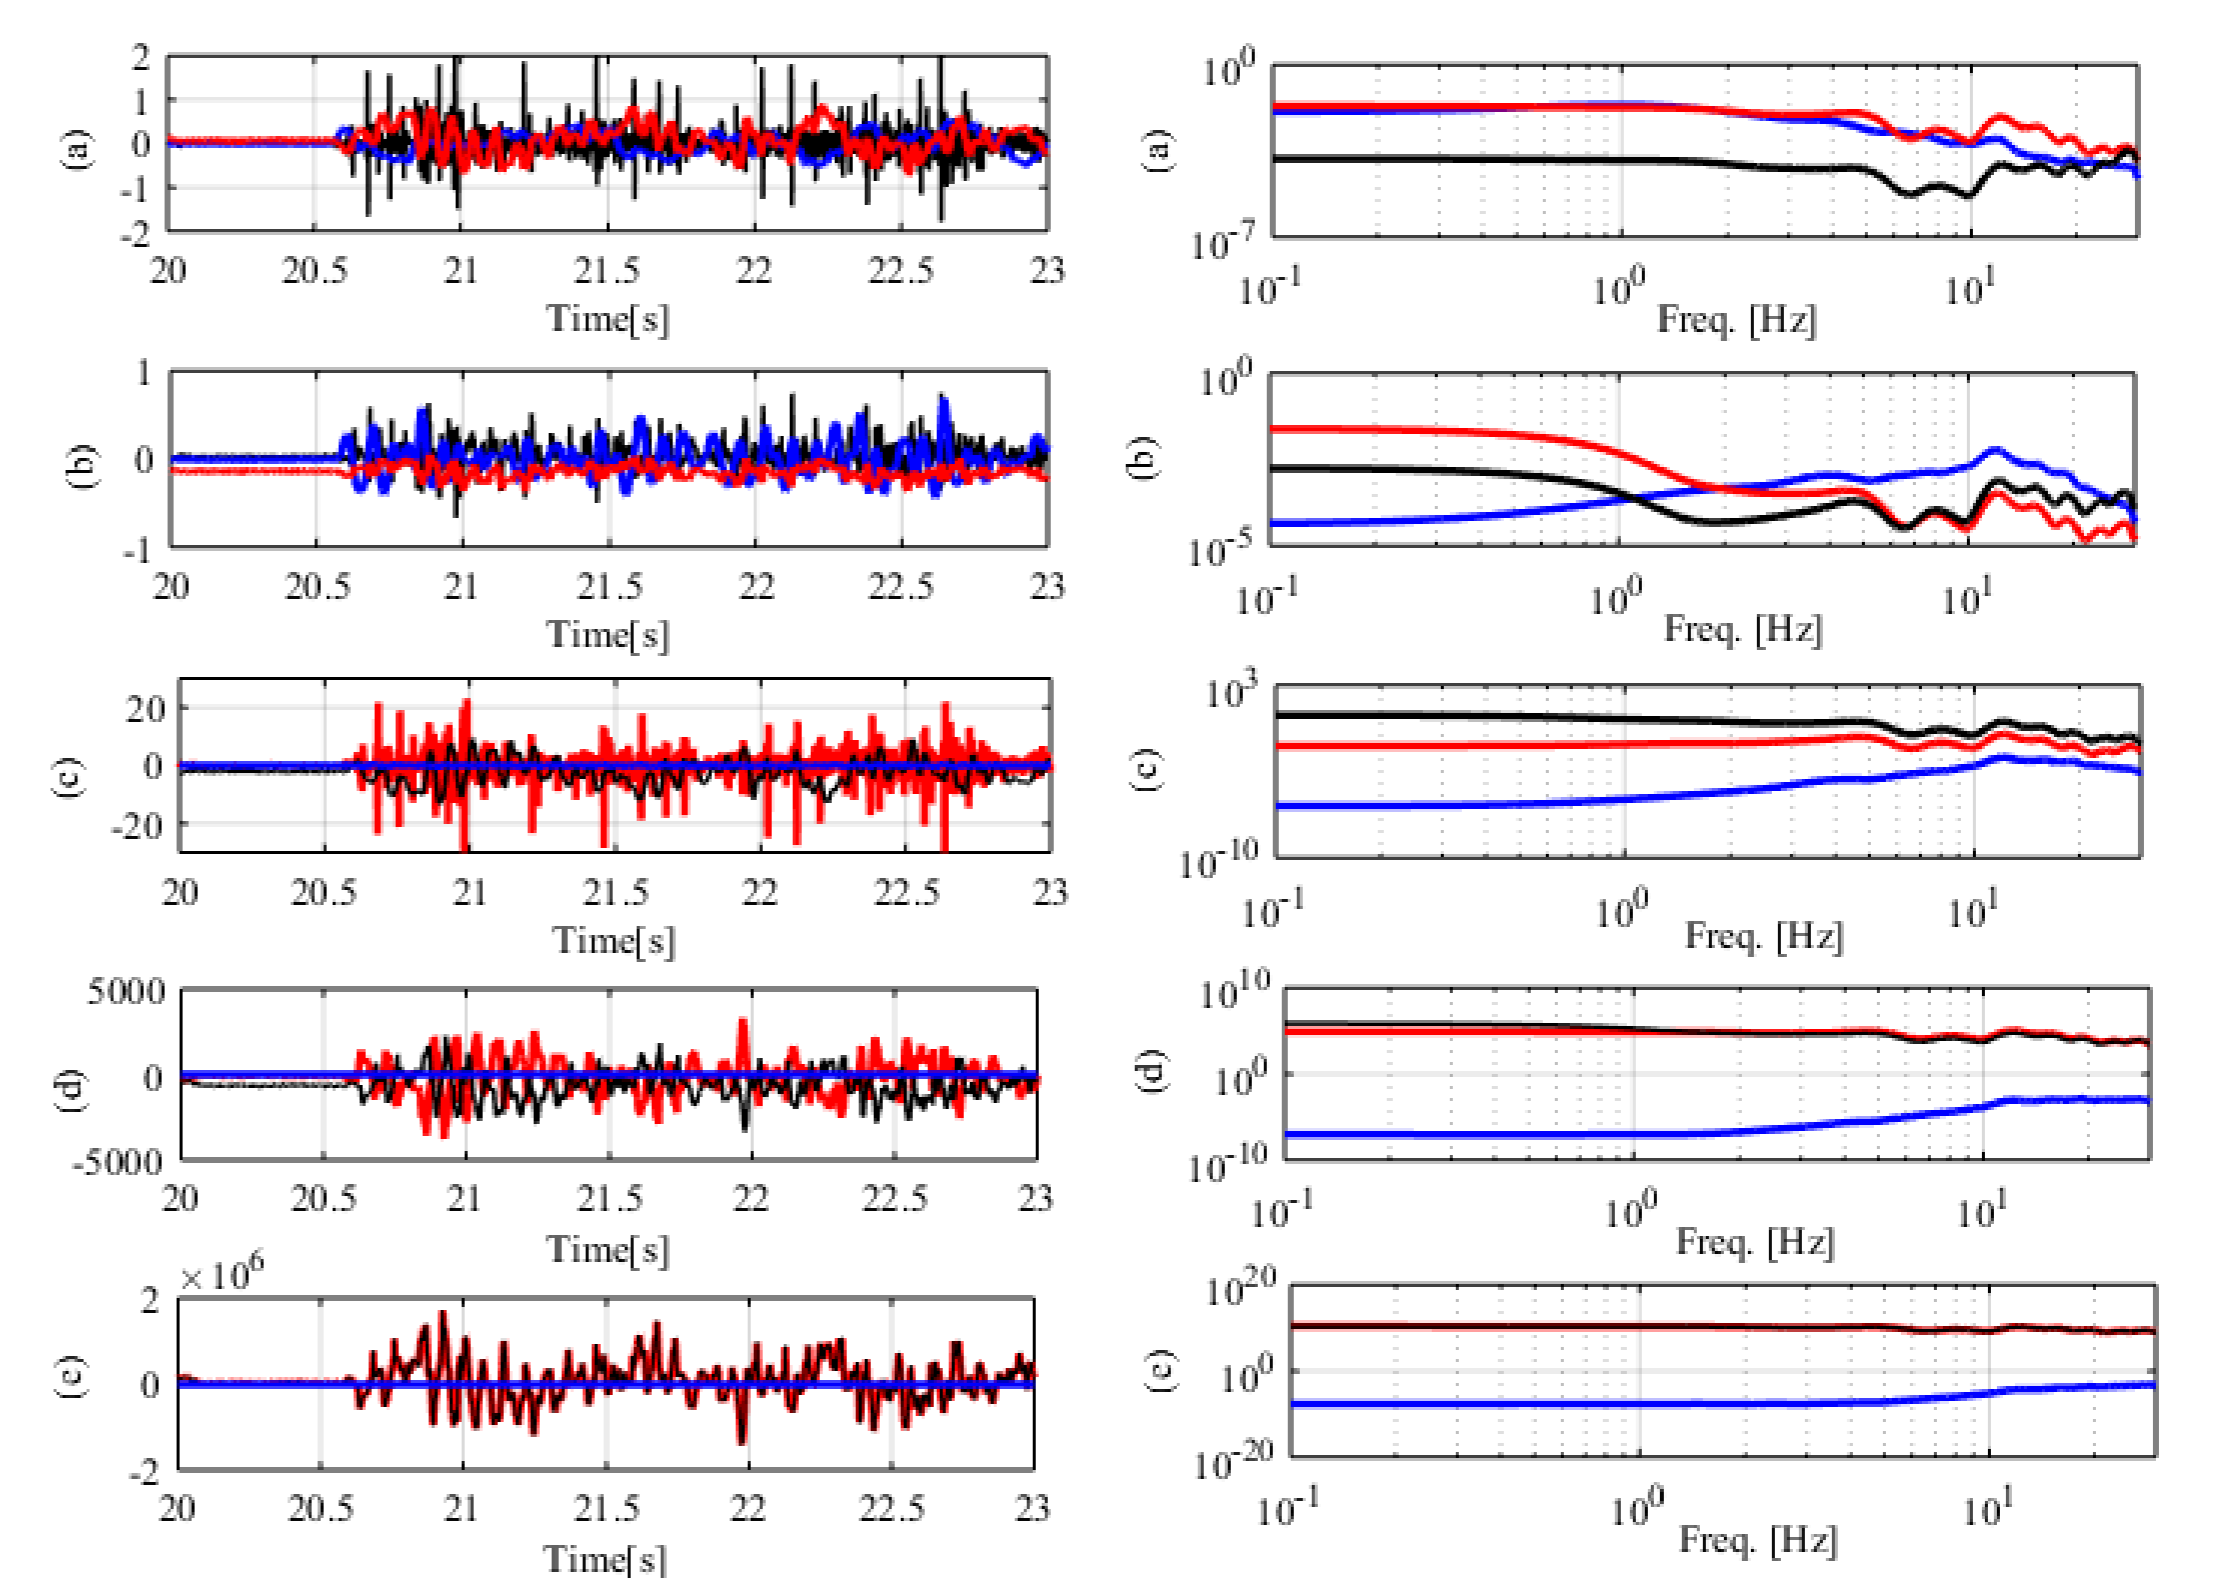 2
1
0
-1
-2
(a)
20 20.5 21 21.5 22 22.5 23
Time[s]
1
0
-1
(b)
20 20.5 21 21.5 22 22.5 23
Time[s]
20
0
-20
(c)
20 20.5 21 21.5 22 22.5 23
Time[s]
5000
0
-5000
(d)
20 20.5 21 21.5 22 22.5 23
Time[s]
×10^6
2
0
-2
(e)
20 20.5 21 21.5 22 22.5 23
Time[s]
10^0
10^-7
(a)
10^-1 10^0 10^1
Freq. [Hz]
10^0
10^-5
(b)
10^-1 10^0 10^1
Freq. [Hz]
10^3
10^-10
(c)
10^-1 10^0 10^1
Freq. [Hz]
10^10
10^0
10^-10
(d)
10^-1 10^0 10^1
Freq. [Hz]
10^20
10^0
10^-20
(e)
10^-1 10^0 10^1
Freq. [Hz]